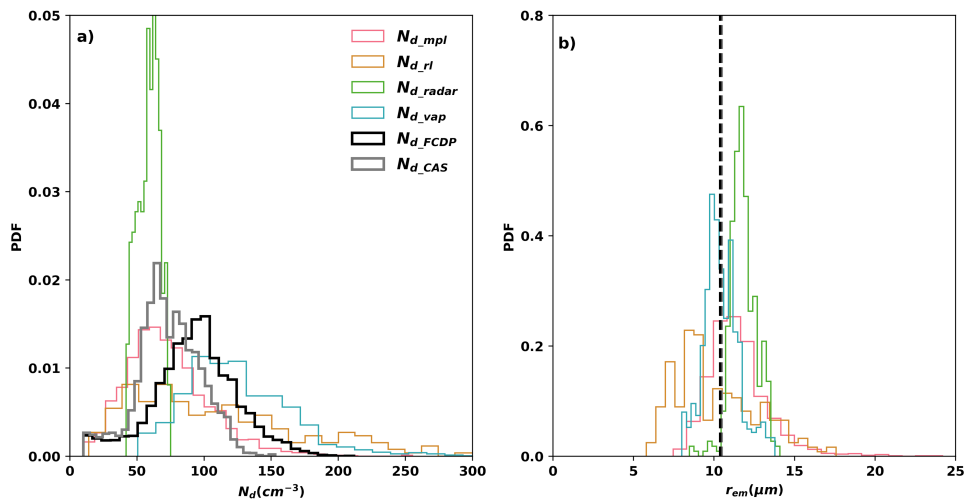 a)
N_d_mpl
N_d_rl
N_d_radar
N_d_vap
N_d_FCDP
N_d_CAS
0.05
0.04
0.03
0.02
0.01
0.00
PDF
0 50 100 150 200 250 300
N_d(cm⁻³)
b)
0.8
0.6
0.4
0.2
0.0
PDF
0 5 10 15 20 25
r_em(μm)